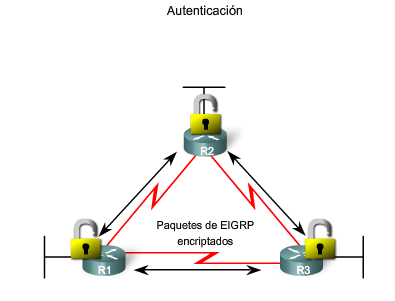 Autenticación
R2
Paquetes de EIGRP
encriptados
R1
R3